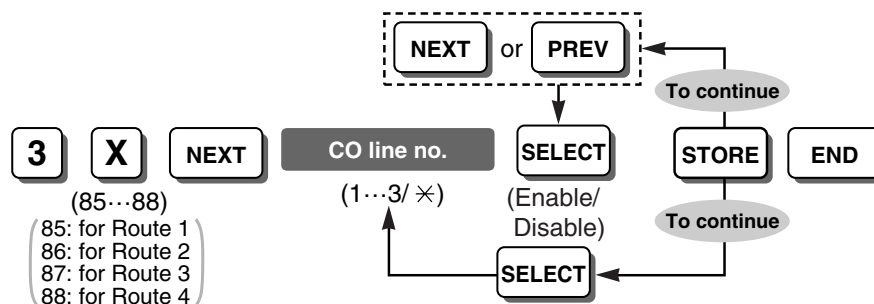 NEXT or PREV
To continue
3 X NEXT CO line no. SELECT STORE END
(85···88)
(1···3/ ✳)
(Enable/
Disable)
To continue
85: for Route 1
86: for Route 2
87: for Route 3
88: for Route 4
SELECT